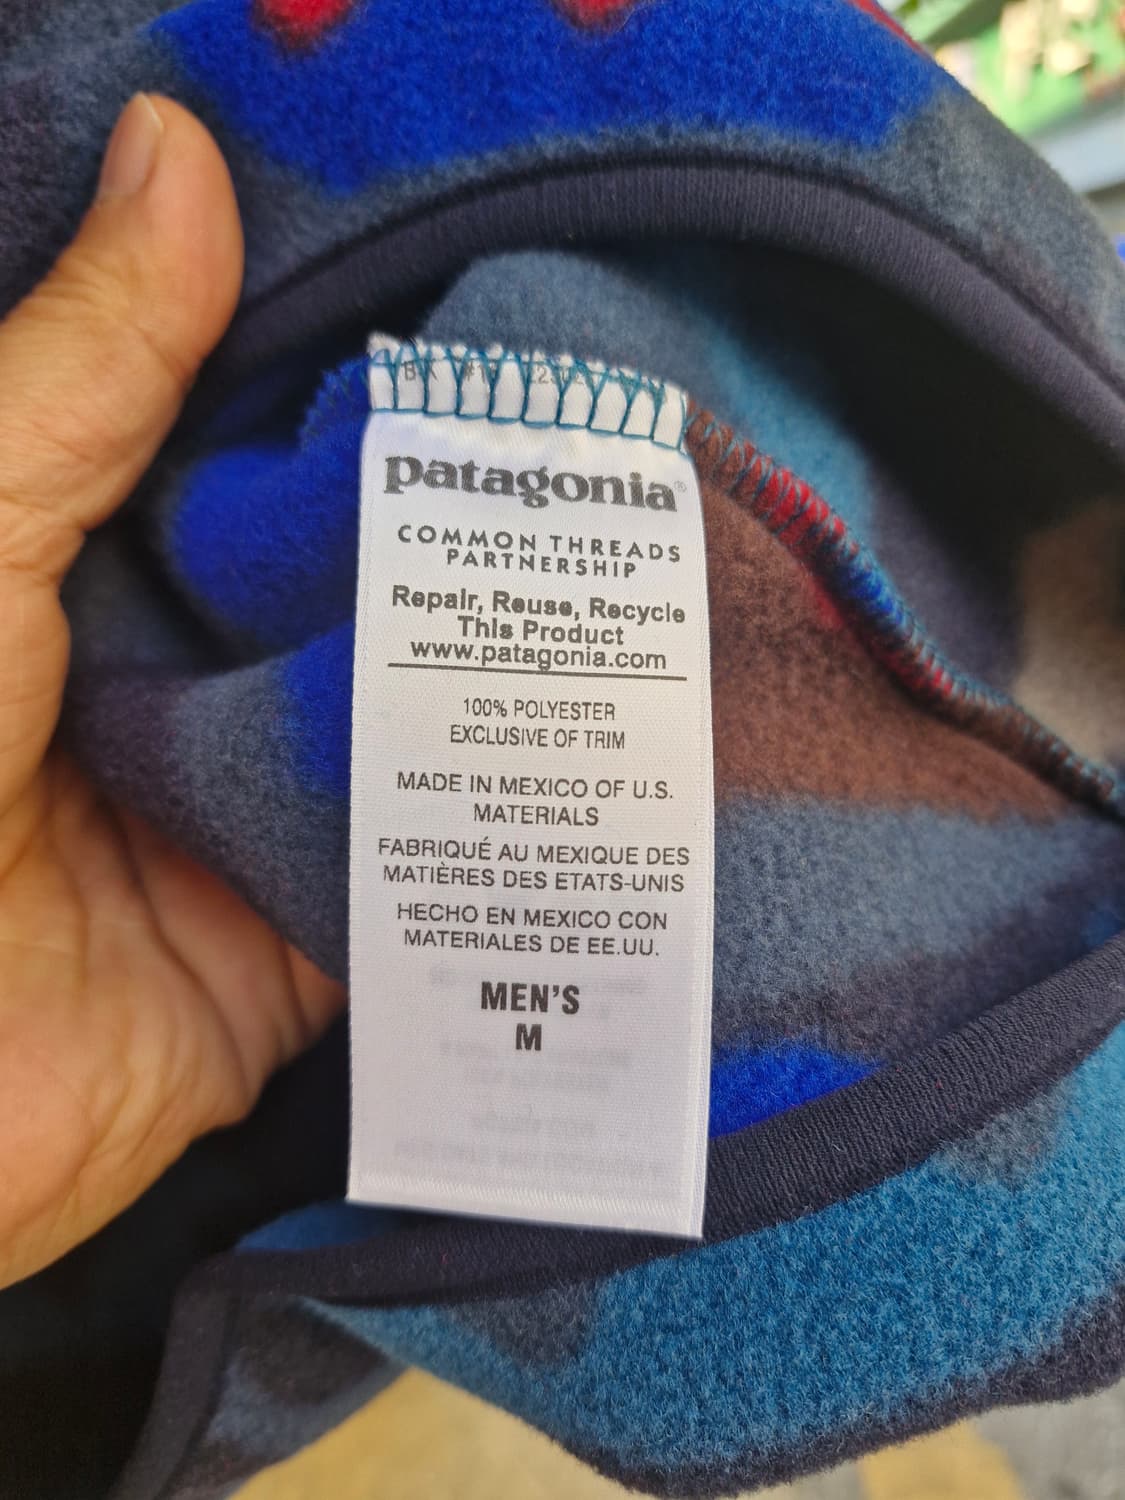 patagonia®
COMMON THREADS
PARTNERSHIP
Repair, Reuse, Recycle
This Product
www.patagonia.com
100% POLYESTER
EXCLUSIVE OF TRIM
MADE IN MEXICO OF U.S.
MATERIALS
FABRIQUÉ AU MEXIQUE DES
MATIÈRES DES ETATS-UNIS
HECHO EN MEXICO CON
MATERIALES DE EE.UU.
MEN'S
M